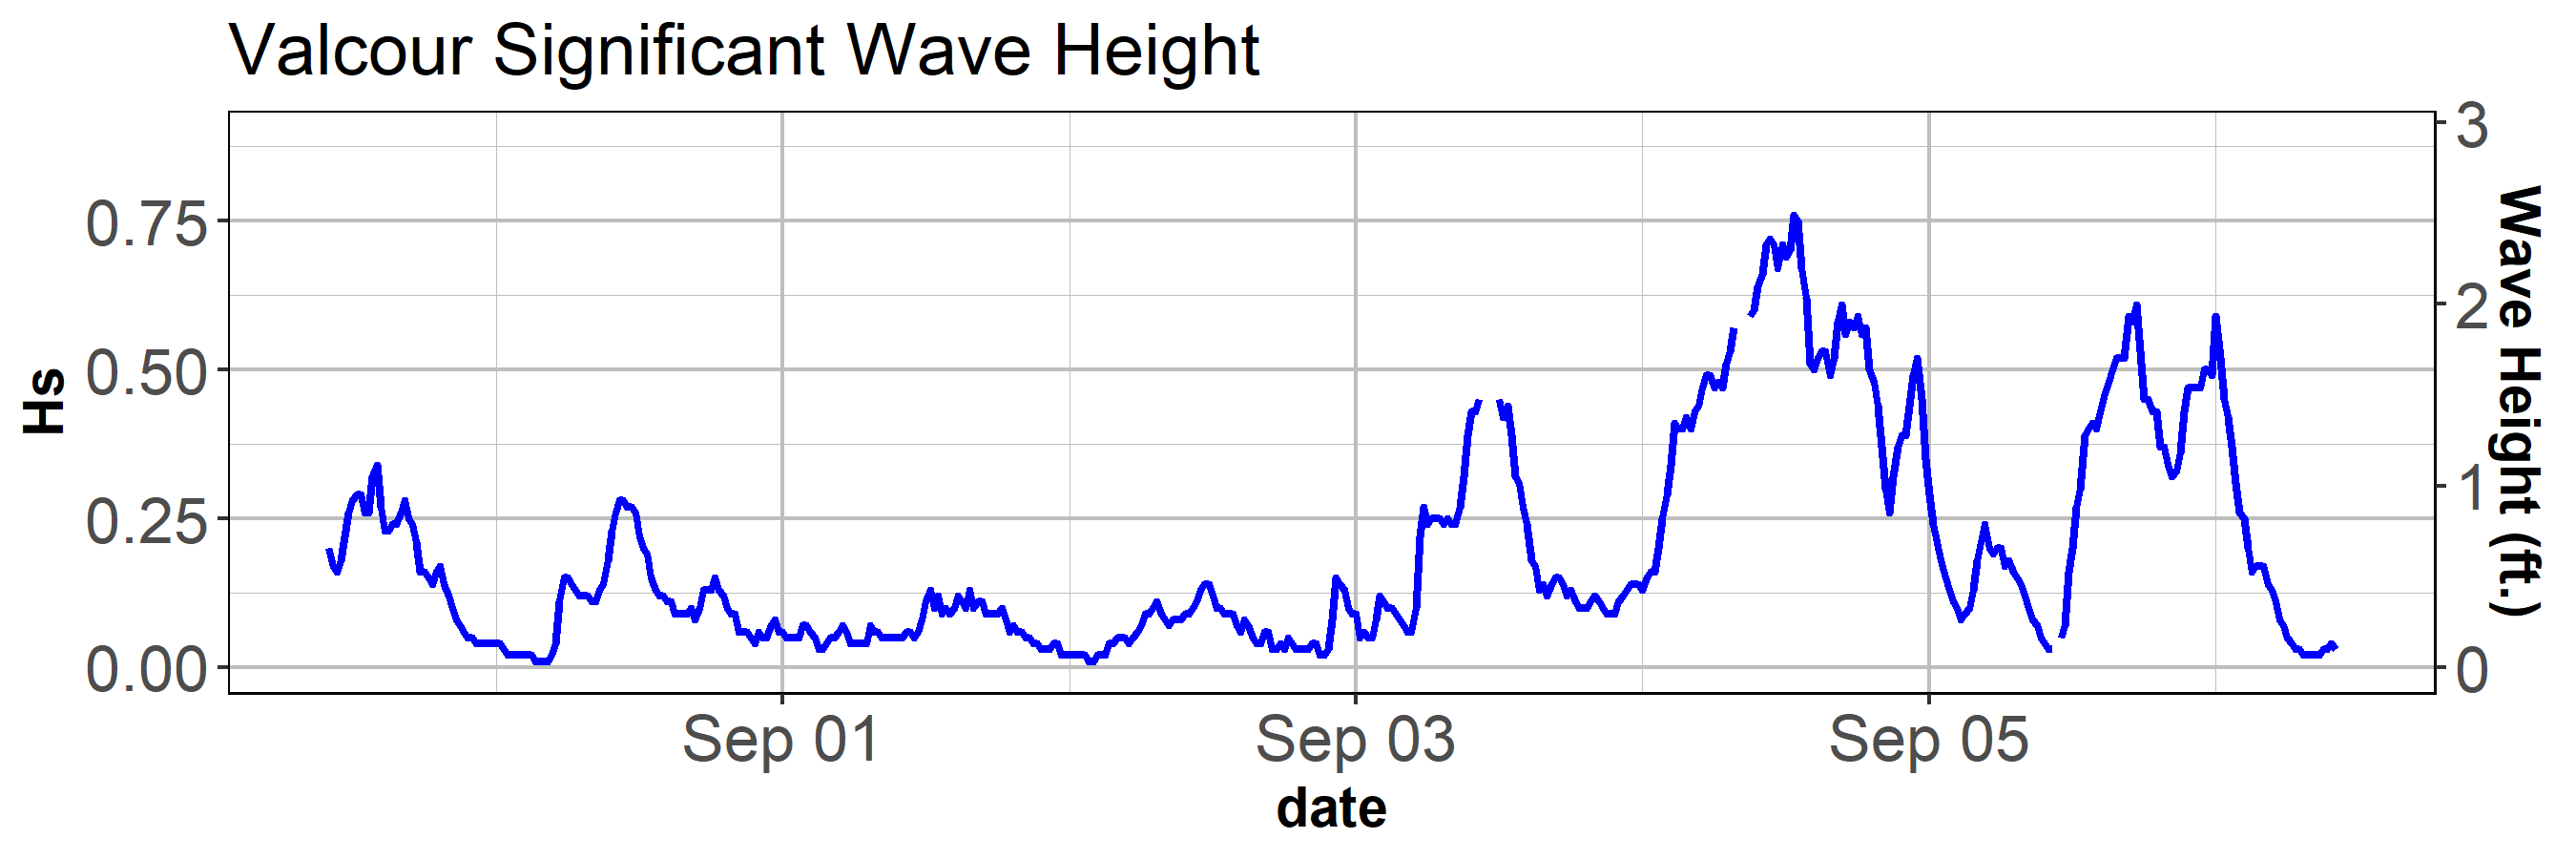 Valcour Significant Wave Height
Hs
0.75
0.50
0.25
0.00
3
2
1
0
Wave Height (ft.)
Sep 01
Sep 03
Sep 05
date